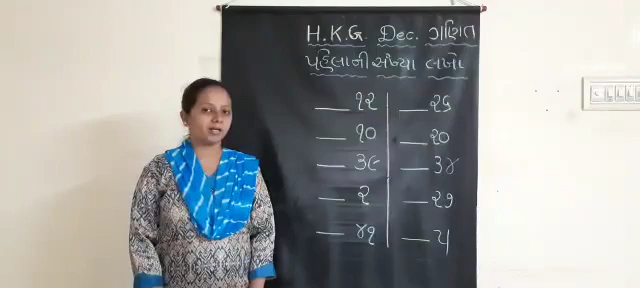 H.K.G. Dec. ગણિત
પહેલાની સંખ્યા લખો
___ ૧૨ ___ ૨૬
___ ૧૦ ___ ૨૦
___ ૩૯ ___ ૩૪
___ ૨ ___ ૨૭
___ ૪૧ ___ ૫